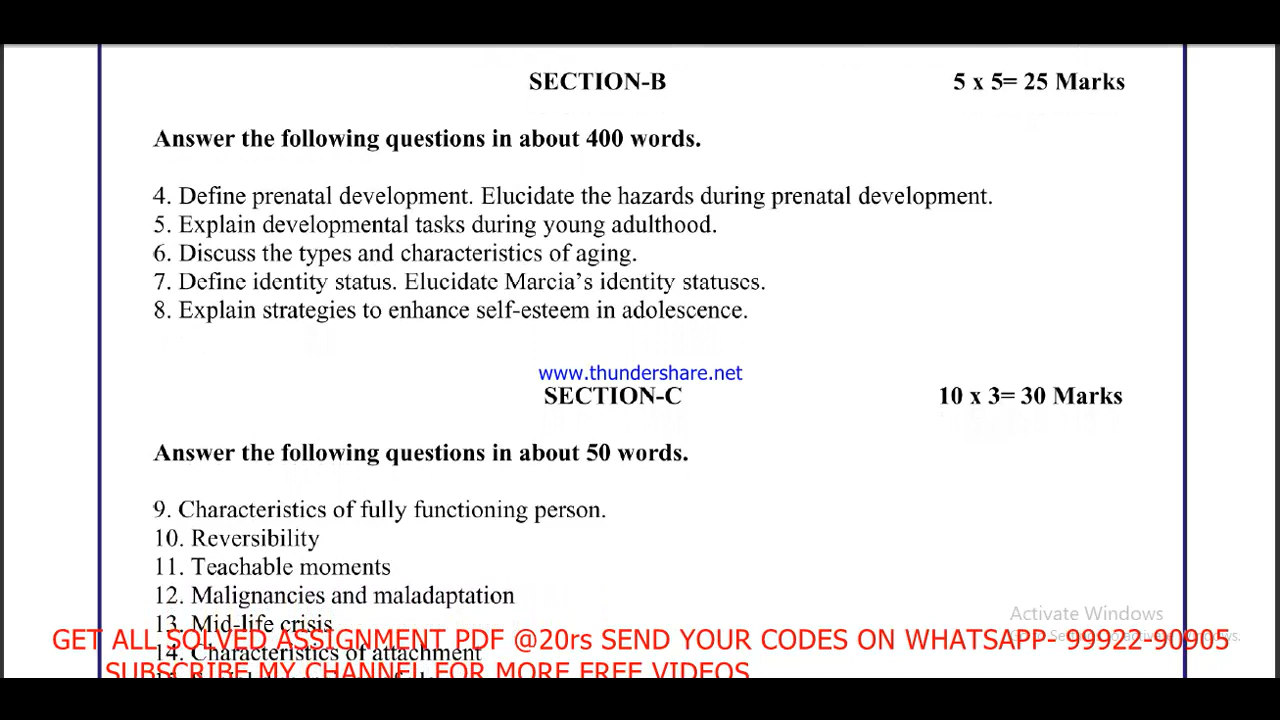 SECTION-B 5 x 5= 25 Marks
Answer the following questions in about 400 words.
4. Define prenatal development. Elucidate the hazards during prenatal development.
5. Explain developmental tasks during young adulthood.
6. Discuss the types and characteristics of aging.
7. Define identity status. Elucidate Marcia's identity statuses.
8. Explain strategies to enhance self-esteem in adolescence.
www.thundershare.net
SECTION-C 10 x 3= 30 Marks
Answer the following questions in about 50 words.
9. Characteristics of fully functioning person.
10. Reversibility
11. Teachable moments
12. Malignancies and maladaptation
Activate Windows
13. Mid-life crisis
GET ALL SOLVED ASSIGNMENT PDF @20rs SEND YOUR CODES ON WHATSAPP- 99922-90905
14. Characteristics of attachment
SUBSCRIBE MY CHANNEL FOR MORE FREE VIDEOS